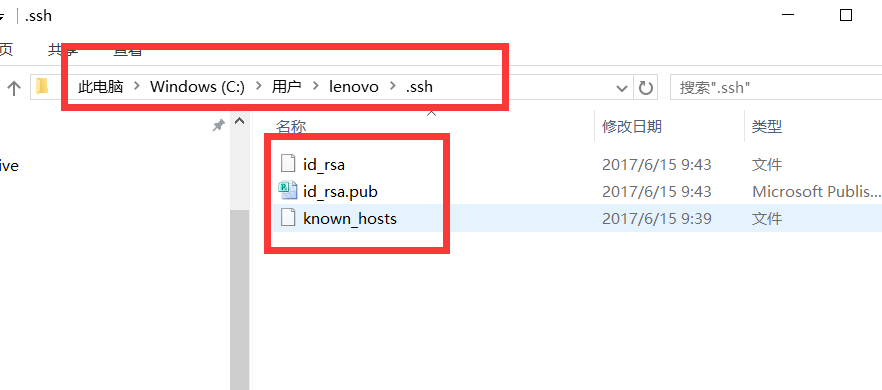 .ssh
页 共享 查看
此电脑 Windows (C:) 用户 lenovo .ssh 搜索".ssh"
名称 修改日期 类型
ive
id_rsa 2017/6/15 9:43 文件
id_rsa.pub 2017/6/15 9:43 Microsoft Publis...
known_hosts 2017/6/15 9:39 文件